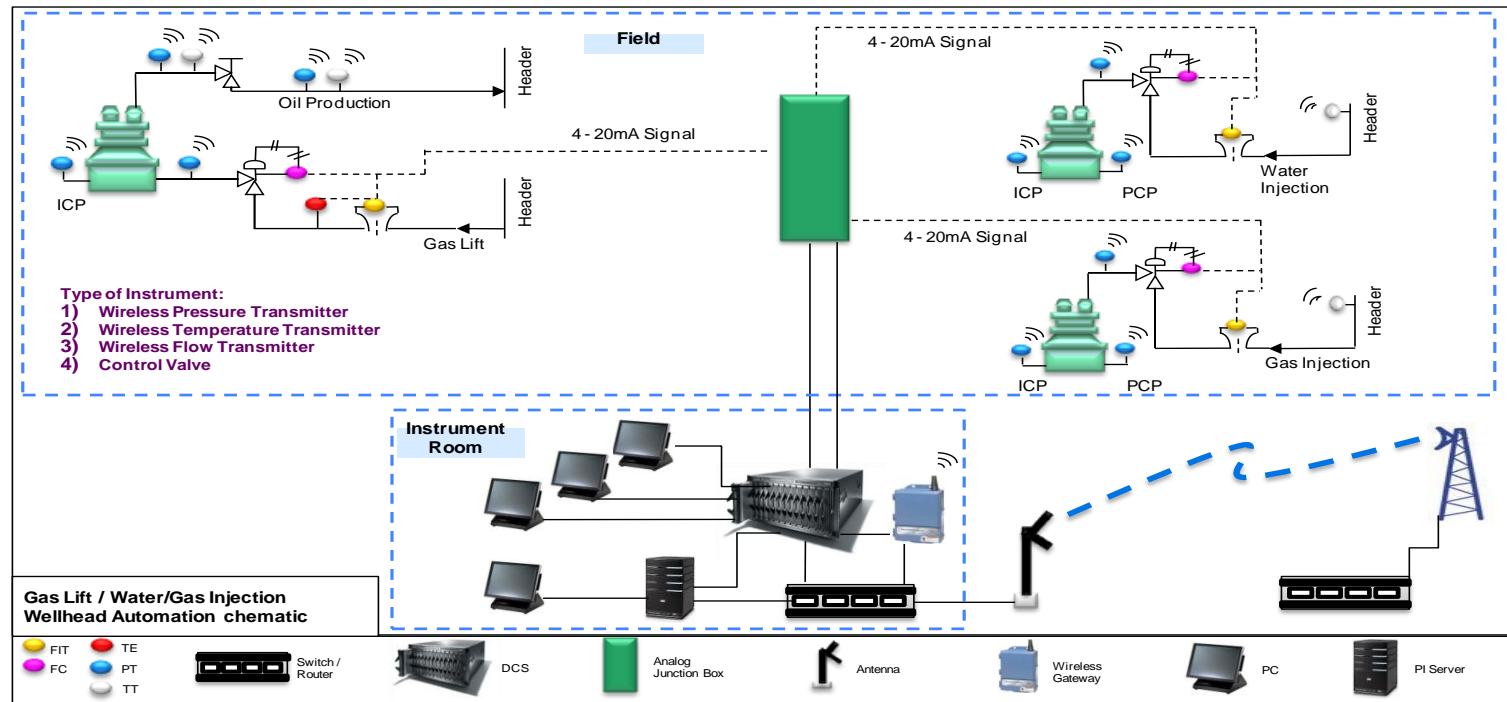 Field
4 - 20mA Signal
Oil Production
Header
4 - 20mA Signal
ICP
Gas Lift
Header
ICP
PCP
Water
Injection
Header
4 - 20mA Signal
ICP
PCP
Gas Injection
Header
Type of Instrument:
1) Wireless Pressure Transmitter
2) Wireless Temperature Transmitter
3) Wireless Flow Transmitter
4) Control Valve
Instrument
Room
Gas Lift / Water/Gas Injection
Wellhead Automation chematic
FIT
TE
FC
PT
TT
Switch /
Router
DCS
Analog
Junction Box
Antenna
Wireless
Gateway
PC
PI Server